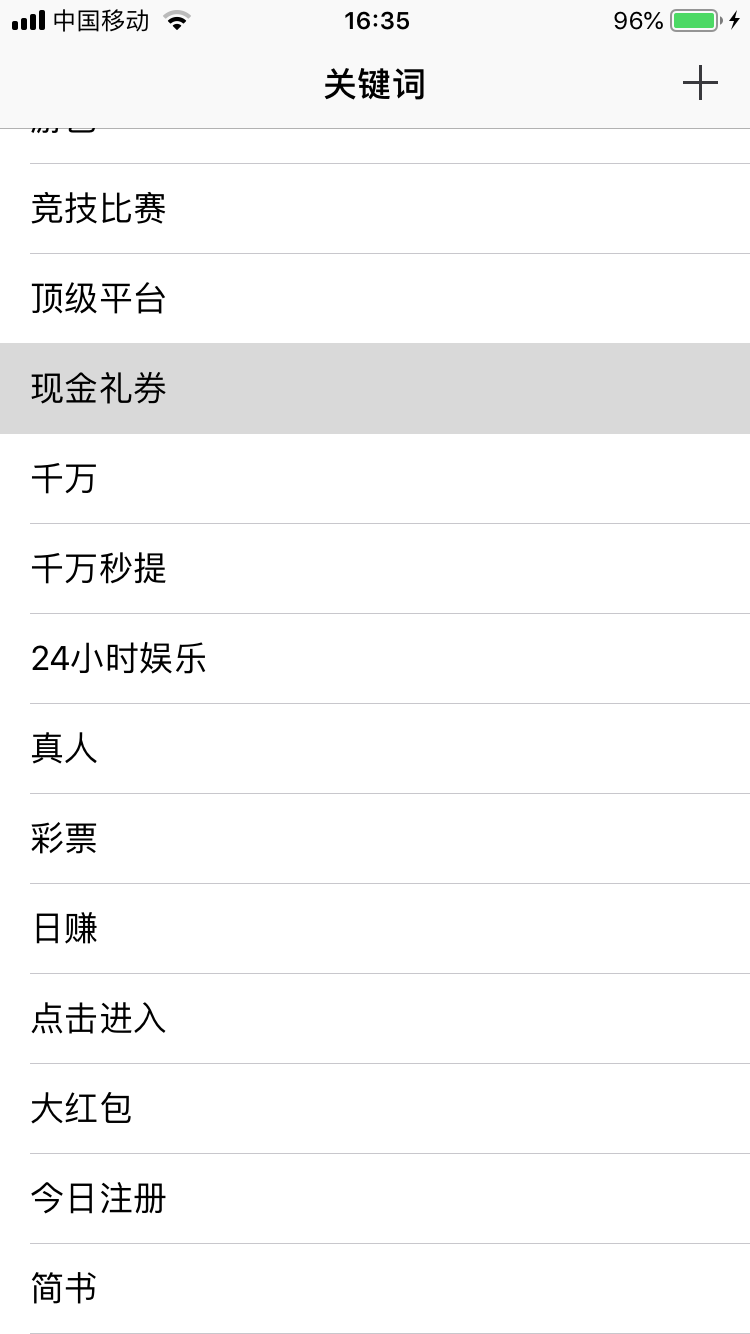 中国移动 16:35 96%
关键词
竞技比赛
顶级平台
现金礼券
千万
千万秒提
24小时娱乐
真人
彩票
日赚
点击进入
大红包
今日注册
简书